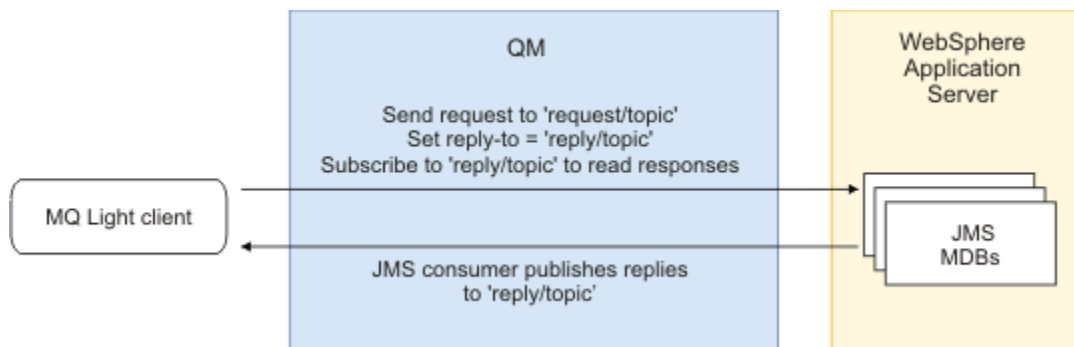 QM
WebSphere
Application
Server
Send request to 'request/topic'
Set reply-to = 'reply/topic'
Subscribe to 'reply/topic' to read responses
MQ Light client
JMS
MDBs
JMS consumer publishes replies
to 'reply/topic'